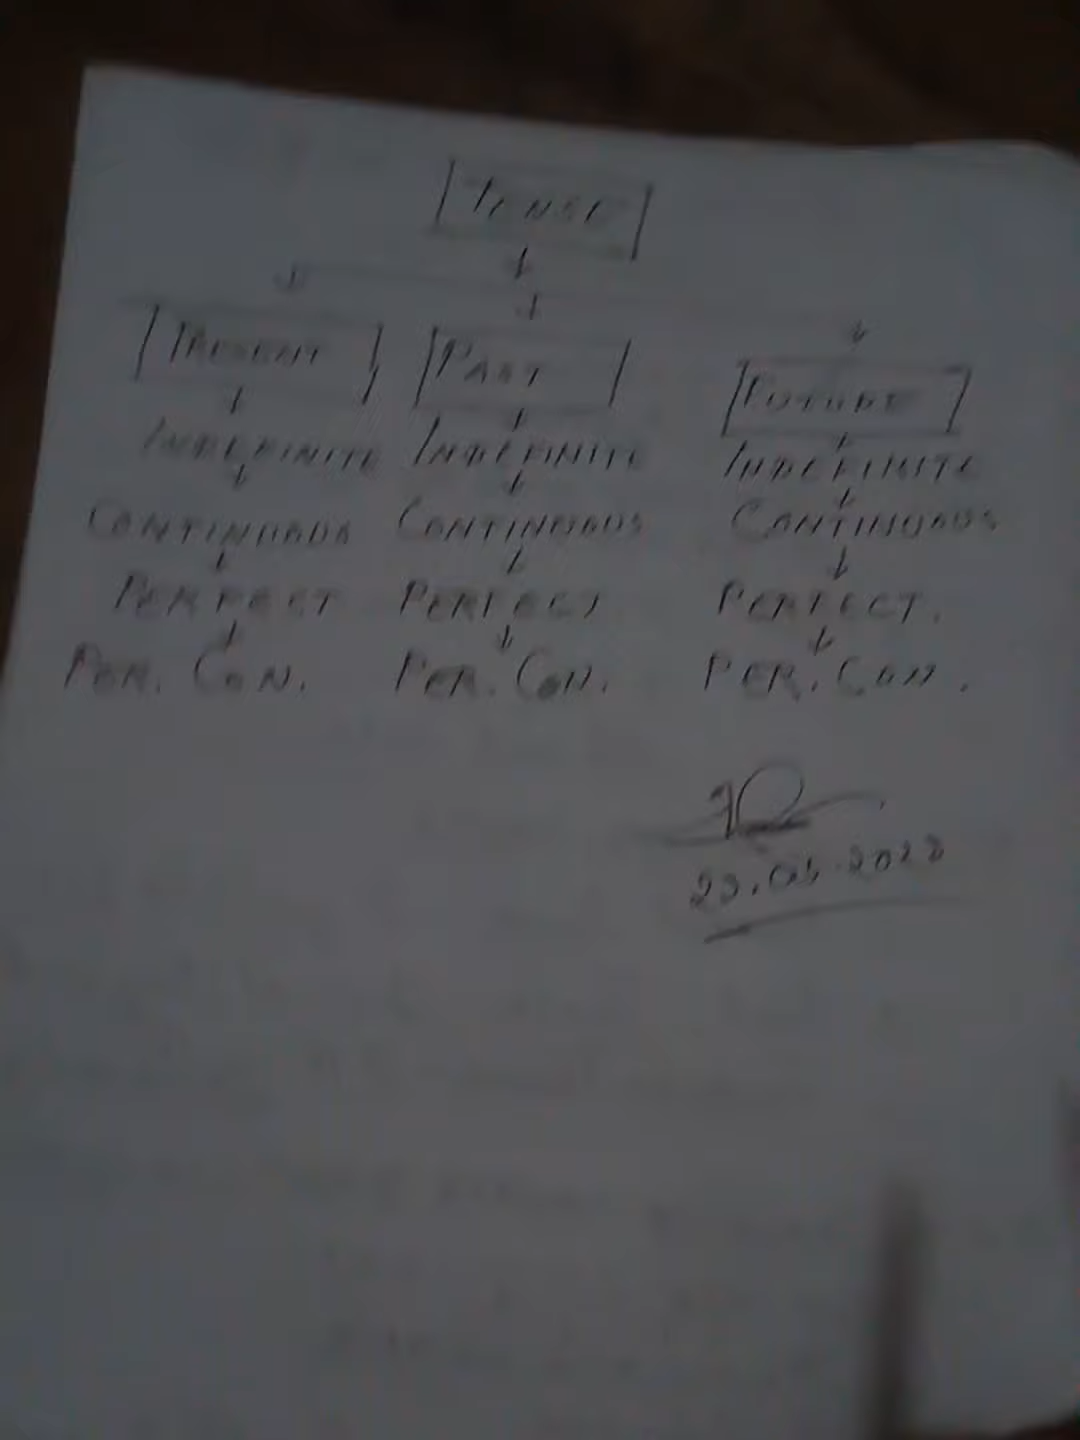 TENSE
PRESENT PAST FUTURE
INDEFINITE INDEFINITE INDEFINITE
CONTINUOUS CONTINUOUS CONTINUOUS
PERFECT PERFECT PERFECT.
PER. CON. PER. CON. PER. CON.